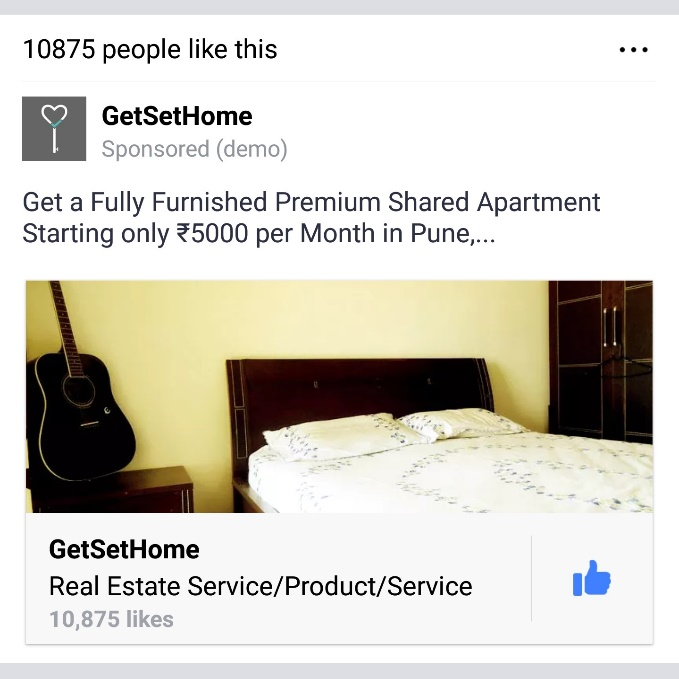 10875 people like this
GetSetHome
Sponsored (demo)
Get a Fully Furnished Premium Shared Apartment
Starting only ₹5000 per Month in Pune,...
GetSetHome
Real Estate Service/Product/Service
10,875 likes